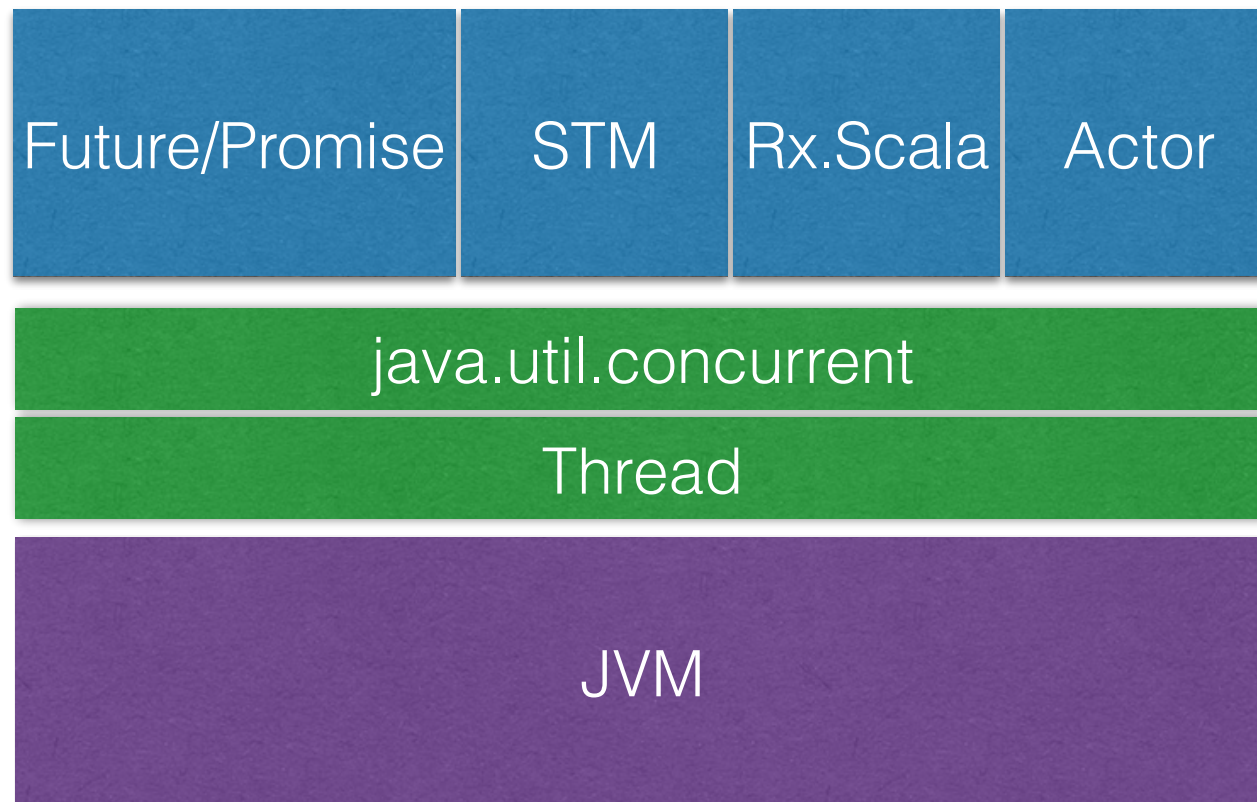 Future/Promise
STM
Rx.Scala
Actor
java.util.concurrent
Thread
JVM